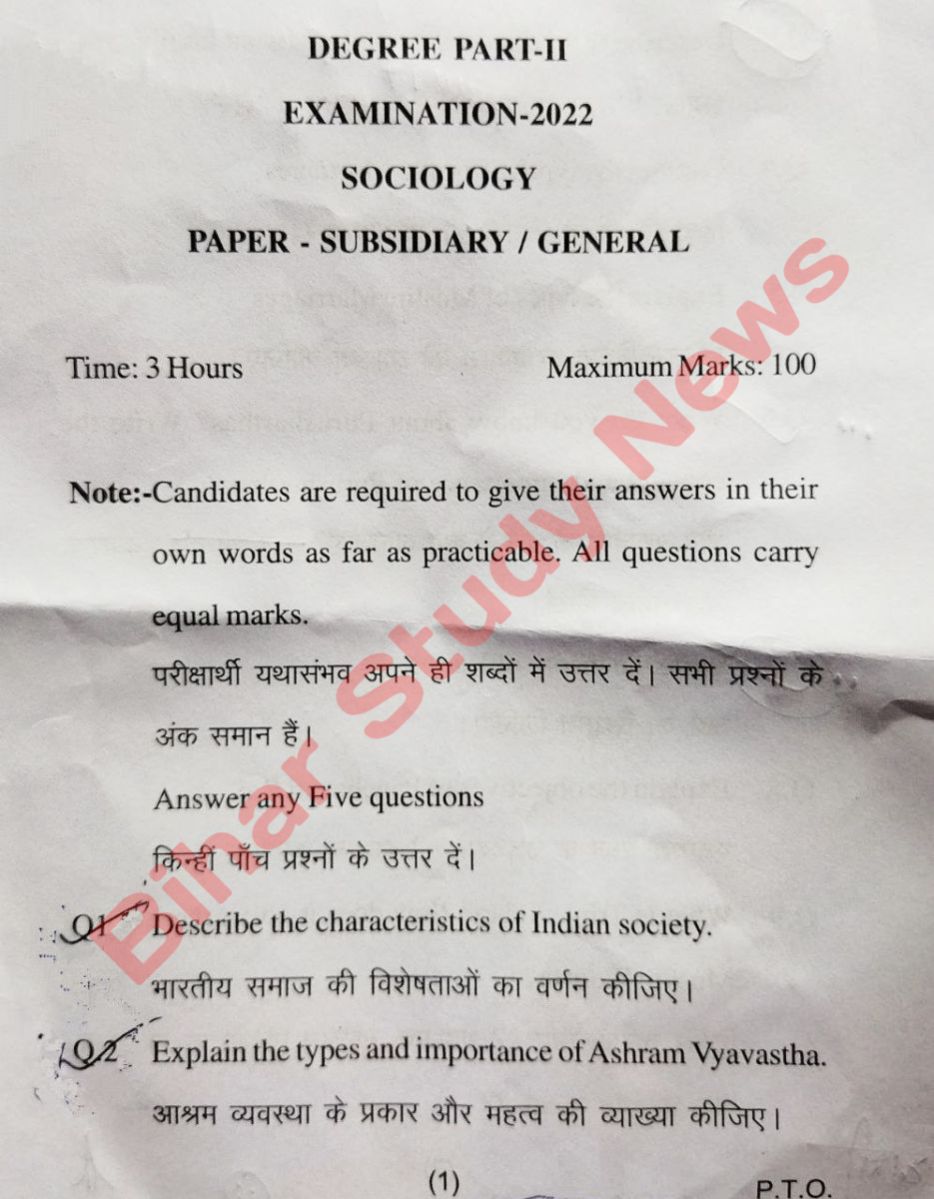 DEGREE PART-II
EXAMINATION-2022
SOCIOLOGY
PAPER - SUBSIDIARY / GENERAL
Time: 3 Hours Maximum Marks: 100
Note:-Candidates are required to give their answers in their
own words as far as practicable. All questions carry
equal marks.
परीक्षार्थी यथासंभव अपने ही शब्दों में उत्तर दें। सभी प्रश्नों के
अंक समान हैं।
Answer any Five questions
किन्हीं पाँच प्रश्नों के उत्तर दें।
Q1 Describe the characteristics of Indian society.
भारतीय समाज की विशेषताओं का वर्णन कीजिए।
Q.2 Explain the types and importance of Ashram Vyavastha.
आश्रम व्यवस्था के प्रकार और महत्व की व्याख्या कीजिए।
(1) P.T.O.
Bihar Study News